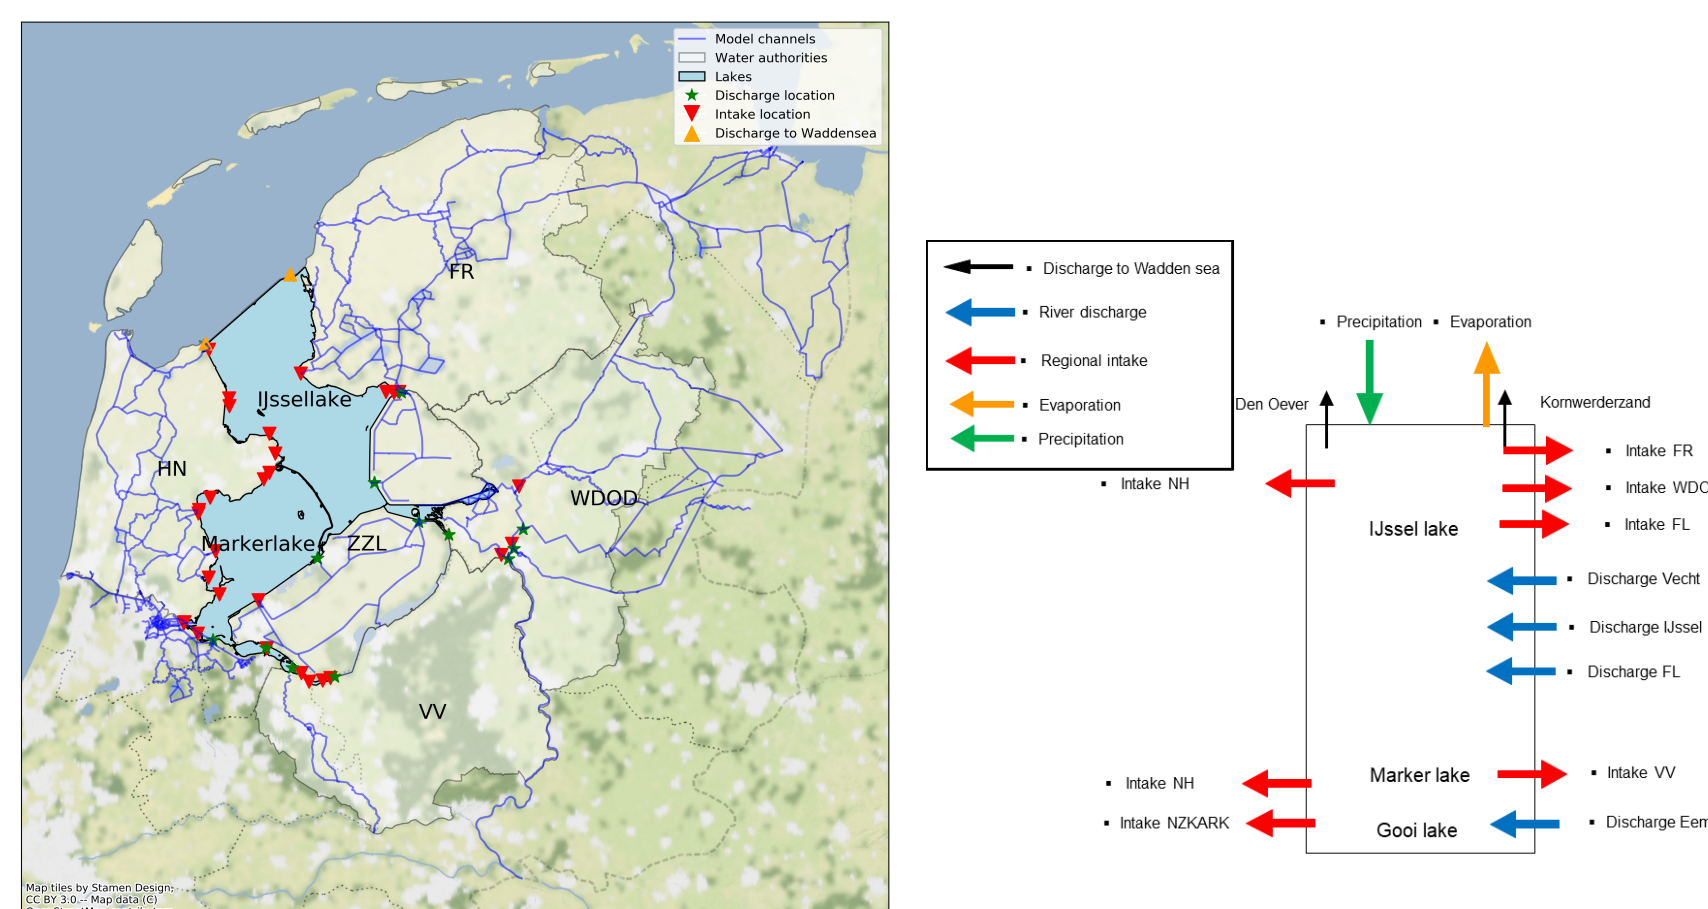 Model channels
Water authorities
Lakes
Discharge location
Intake location
Discharge to Waddensea
FR
IJssellake
HN
WDOD
Markerlake
ZZL
VV
Map tiles by Stamen Design,
CC BY 3.0 -- Map data (C)
Discharge to Wadden sea
River discharge
Regional intake
Evaporation
Precipitation
Precipitation
Evaporation
Den Oever
Kornwerderzand
Intake FR
Intake NH
Intake WDO
IJssel lake
Intake FL
Discharge Vecht
Discharge IJssel
Discharge FL
Marker lake
Intake VV
Intake NH
Intake NZKARK
Gooi lake
Discharge Eem